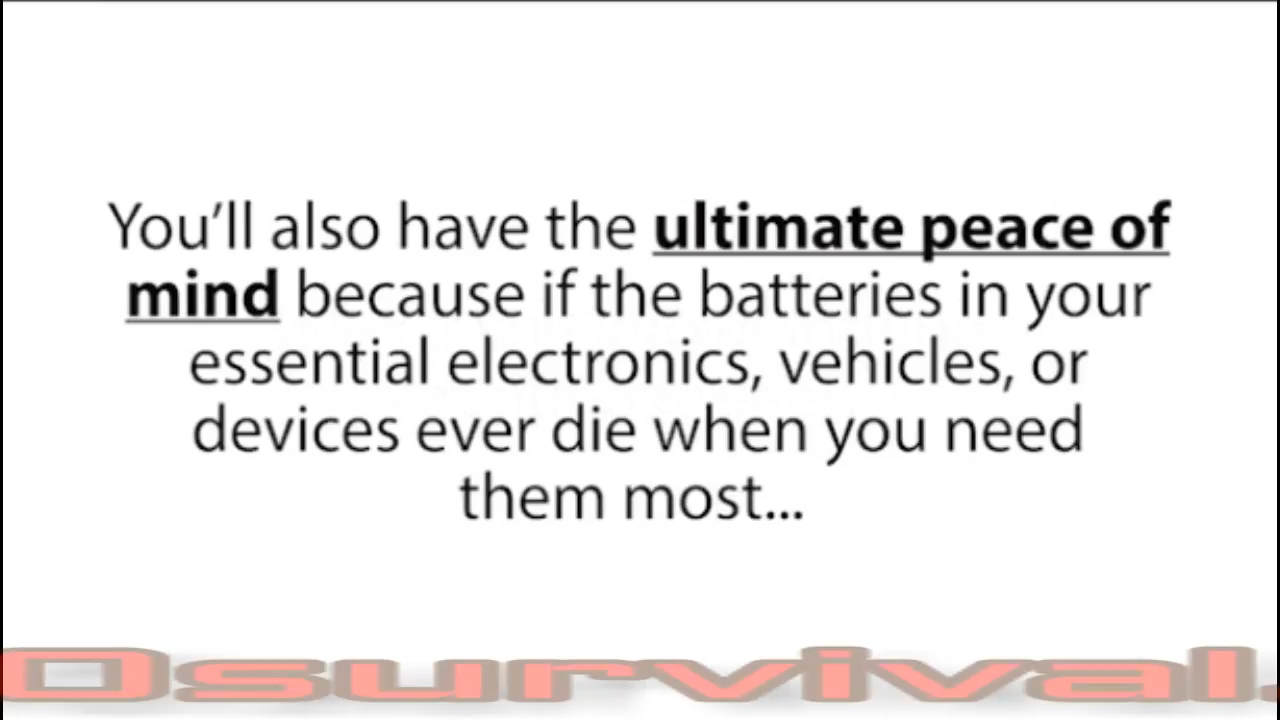 You'll also have the ultimate peace of
mind because if the batteries in your
essential electronics, vehicles, or
devices ever die when you need
them most...
0survival.